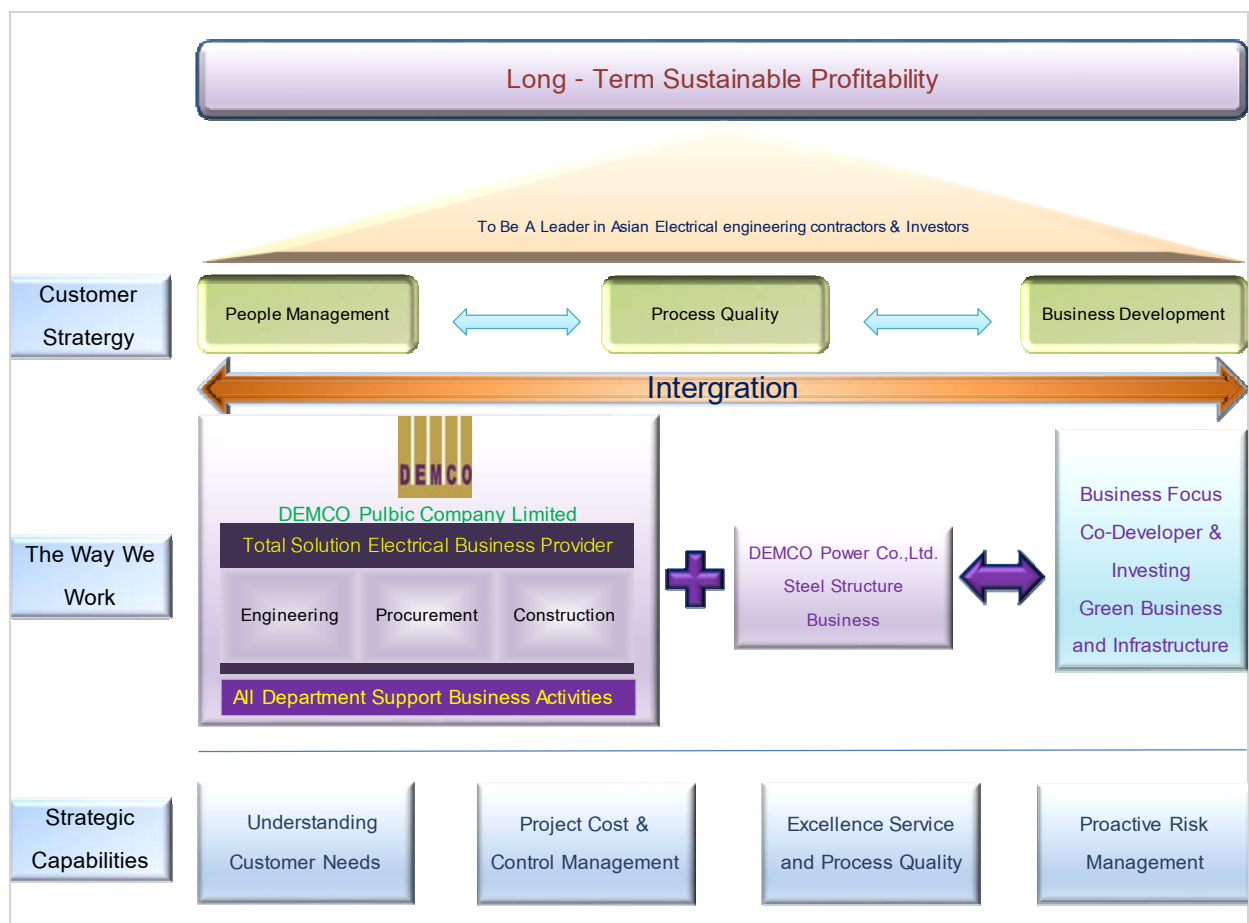 Long - Term Sustainable Profitability
To Be A Leader in Asian Electrical engineering contractors & Investors
Customer
Stratergy
People Management
Process Quality
Business Development
Intergration
The Way We
Work
DEMCO
DEMCO Pulbic Company Limited
Total Solution Electrical Business Provider
Engineering
Procurement
Construction
All Department Support Business Activities
DEMCO Power Co.,Ltd.
Steel Structure
Business
Business Focus
Co-Developer &
Investing
Green Business
and Infrastructure
Strategic
Capabilities
Understanding
Customer Needs
Project Cost &
Control Management
Excellence Service
and Process Quality
Proactive Risk
Management